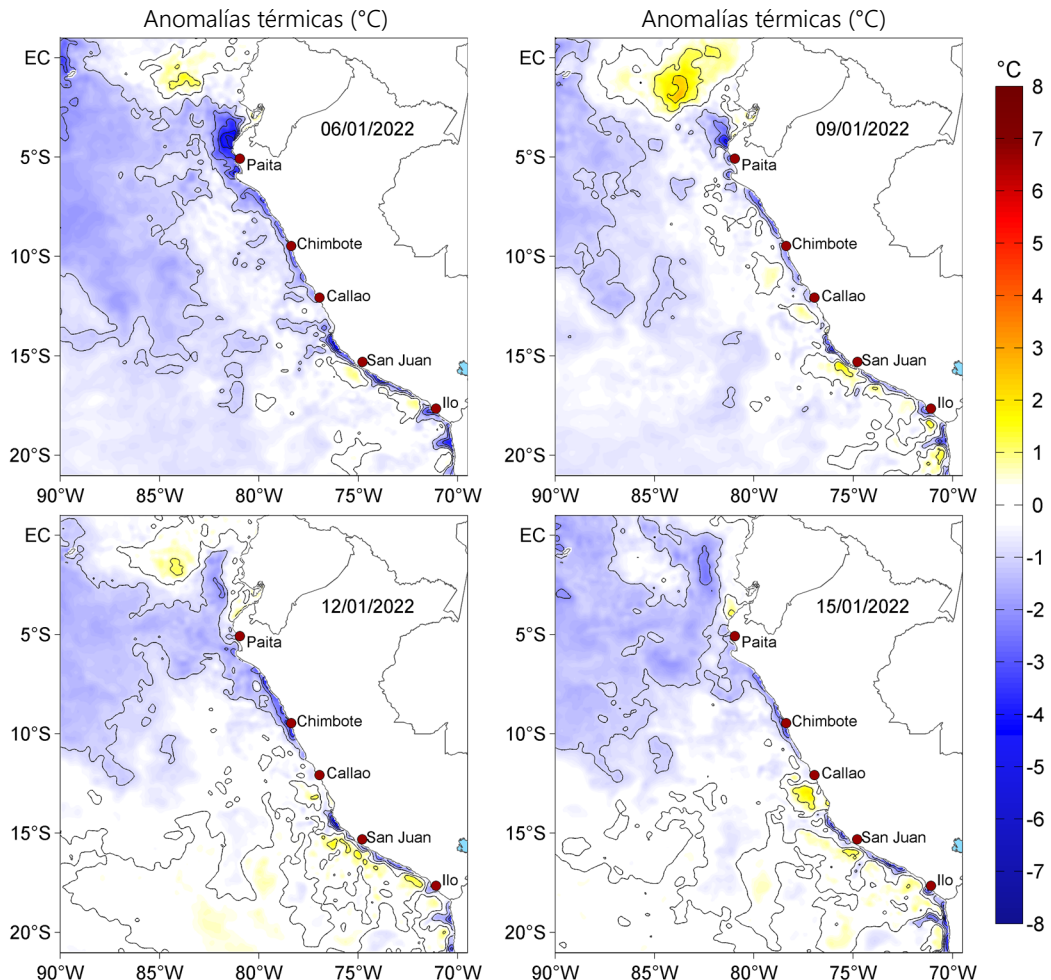 Anomalías térmicas (°C)
Anomalías térmicas (°C)
EC
5°S
10°S
15°S
20°S
90°W
85°W
80°W
75°W
70°W
06/01/2022
Paita
Chimbote
Callao
San Juan
Ilo
90°W
85°W
80°W
75°W
70°W
09/01/2022
Paita
Chimbote
Callao
San Juan
Ilo
°C
8
7
6
5
4
3
2
1
0
-1
-2
-3
-4
-5
-6
-7
-8
EC
5°S
10°S
15°S
20°S
90°W
85°W
80°W
75°W
70°W
12/01/2022
Paita
Chimbote
Callao
San Juan
Ilo
90°W
85°W
80°W
75°W
70°W
15/01/2022
Paita
Chimbote
Callao
San Juan
Ilo
EC
5°S
10°S
15°S
20°S
EC
5°S
10°S
15°S
20°S